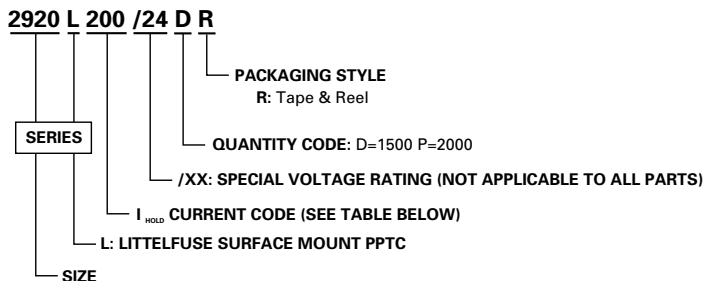 2920 L 200 /24 D R
PACKAGING STYLE
R: Tape & Reel
SERIES
QUANTITY CODE: D=1500 P=2000
/XX: SPECIAL VOLTAGE RATING (NOT APPLICABLE TO ALL PARTS)
I HOLD CURRENT CODE (SEE TABLE BELOW)
L: LITTELFUSE SURFACE MOUNT PPTC
SIZE